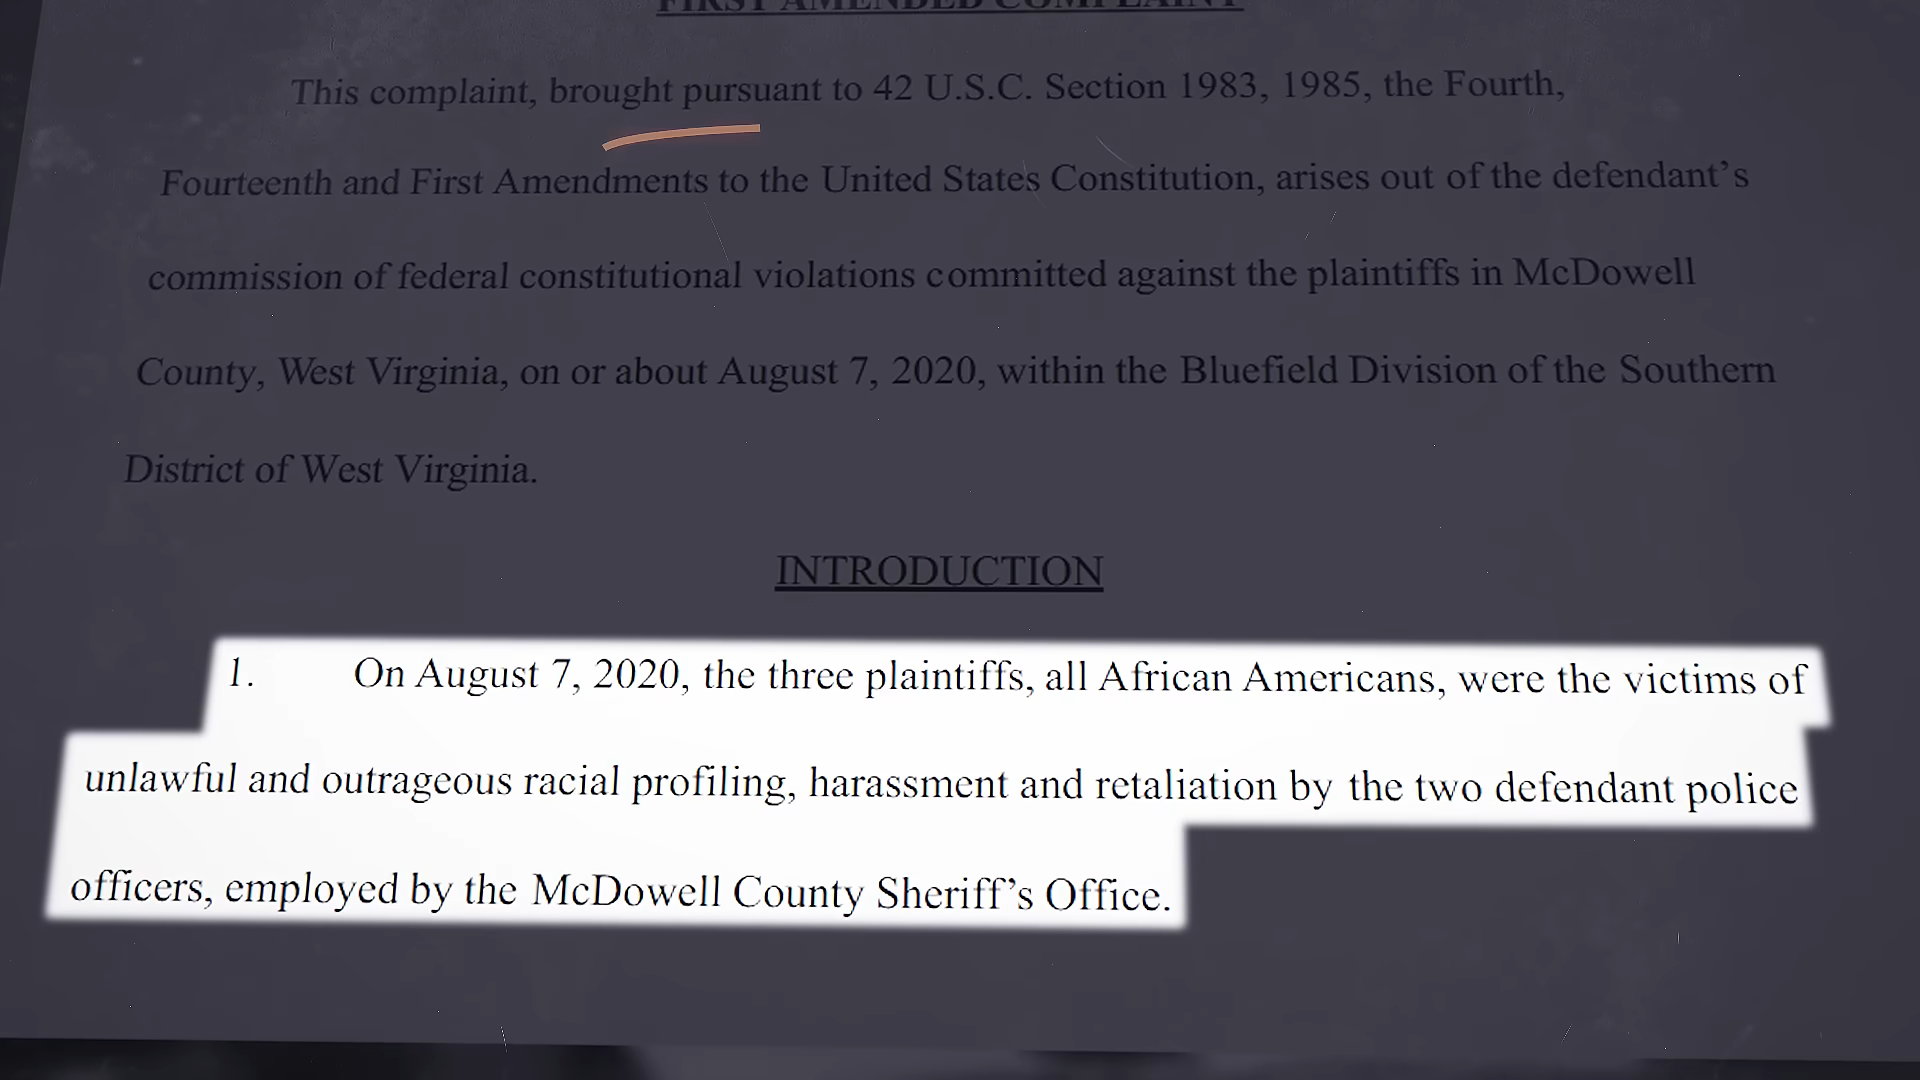 FIRST AMENDED COMPLAINT
This complaint, brought pursuant to 42 U.S.C. Section 1983, 1985, the Fourth,
Fourteenth and First Amendments to the United States Constitution, arises out of the defendant’s
commission of federal constitutional violations committed against the plaintiffs in McDowell
County, West Virginia, on or about August 7, 2020, within the Bluefield Division of the Southern
District of West Virginia.
INTRODUCTION
1. On August 7, 2020, the three plaintiffs, all African Americans, were the victims of
unlawful and outrageous racial profiling, harassment and retaliation by the two defendant police
officers, employed by the McDowell County Sheriff’s Office.